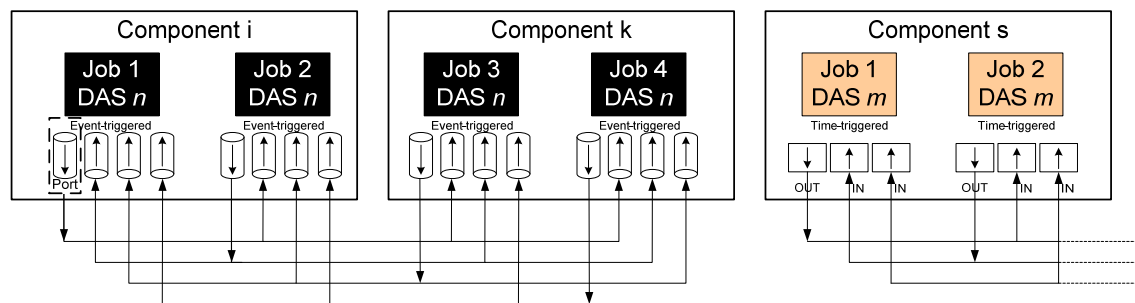 Component i
Job 1
DAS n
Event-triggered
Port
Job 2
DAS n
Event-triggered
Component k
Job 3
DAS n
Event-triggered
Job 4
DAS n
Event-triggered
Component s
Job 1
DAS m
Time-triggered
OUT
IN
IN
Job 2
DAS m
Time-triggered
OUT
IN
IN